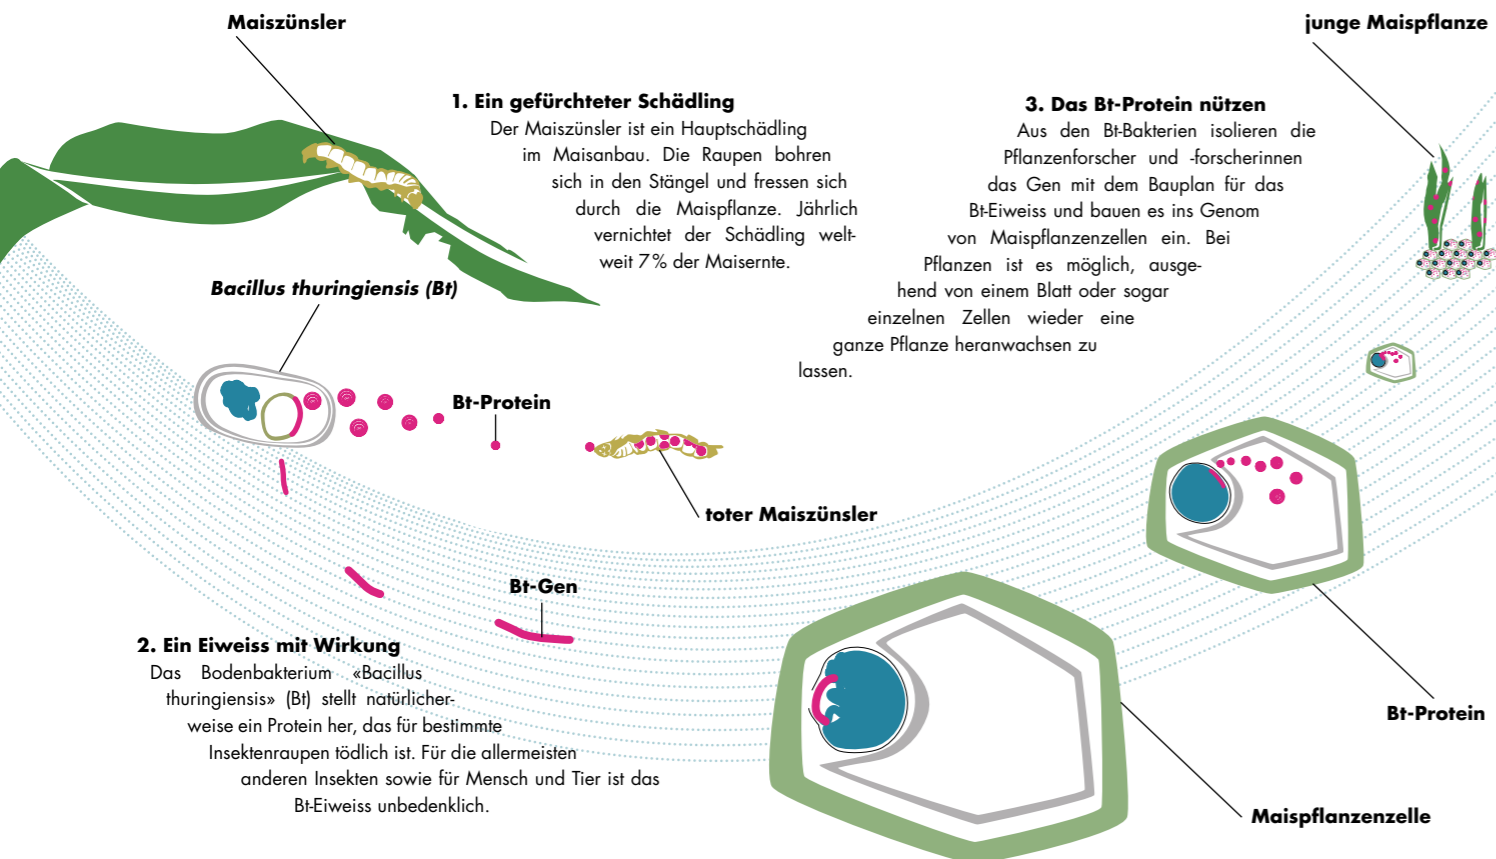 Maiszünsler
junge Maispflanze
1. Ein gefürchteter Schädling
Der Maiszünsler ist ein Hauptschädling
im Maisanbau. Die Raupen bohren
sich in den Stängel und fressen sich
durch die Maispflanze. Jährlich
vernichtet der Schädling welt-
weit 7% der Maisernte.
3. Das Bt-Protein nützen
Aus den Bt-Bakterien isolieren die
Pflanzenforscher und -forscherinnen
das Gen mit dem Bauplan für das
Bt-Eiweiss und bauen es ins Genom
von Maispflanzenzellen ein. Bei
Pflanzen ist es möglich, ausge-
hend von einem Blatt oder sogar
einzelnen Zellen wieder eine
ganze Pflanze heranwachsen zu
lassen.
Bacillus thuringiensis (Bt)
Bt-Protein
toter Maiszünsler
Bt-Gen
2. Ein Eiweiss mit Wirkung
Das Bodenbakterium «Bacillus
thuringiensis» (Bt) stellt natürlicher-
weise ein Protein her, das für bestimmte
Insektenraupen tödlich ist. Für die allermeisten
anderen Insekten sowie für Mensch und Tier ist das
Bt-Eiweiss unbedenklich.
Bt-Protein
Maispflanzenzelle